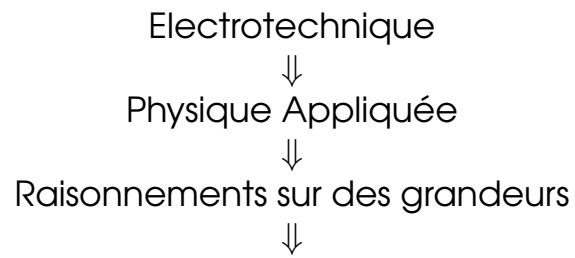 Electrotechnique
⇓
Physique Appliquée
⇓
Raisonnements sur des grandeurs
⇓